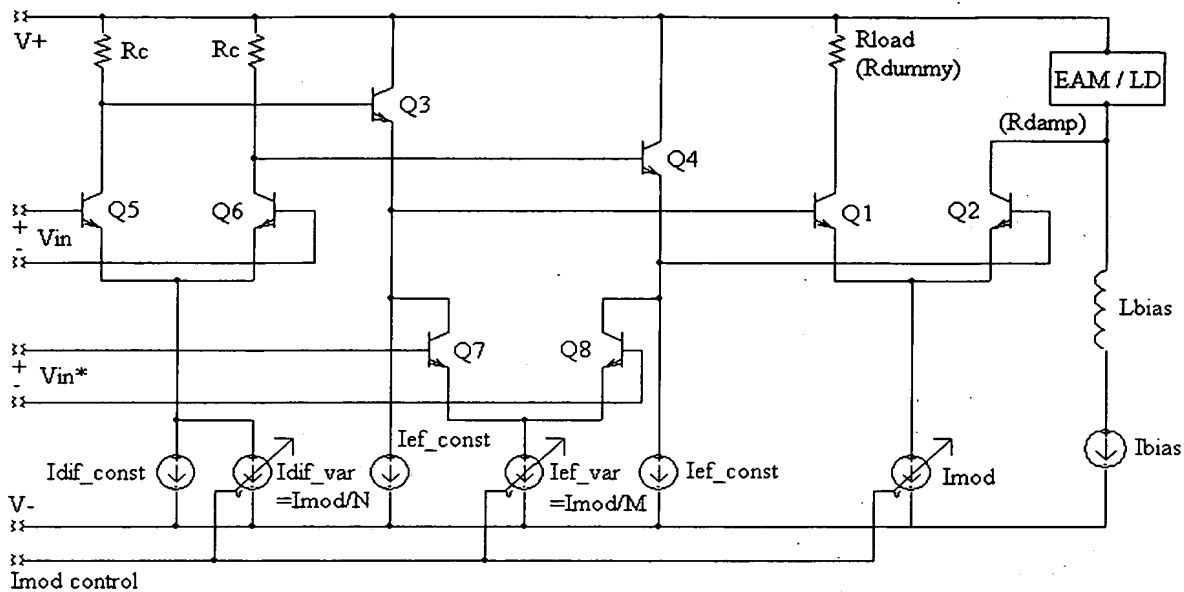 V+
Rc
Rc
Rload
(Rdummy)
EAM / LD
(Rdamp)
Q3
Q4
Q5
Q6
Q1
Q2
+
-
Vin
Lbias
Q7
Q8
+
-
Vin*
Ief_const
Idif_const
Idif_var
=Imod/N
Ief_var
=Imod/M
Ief_const
Imod
Ibias
V-
Imod control